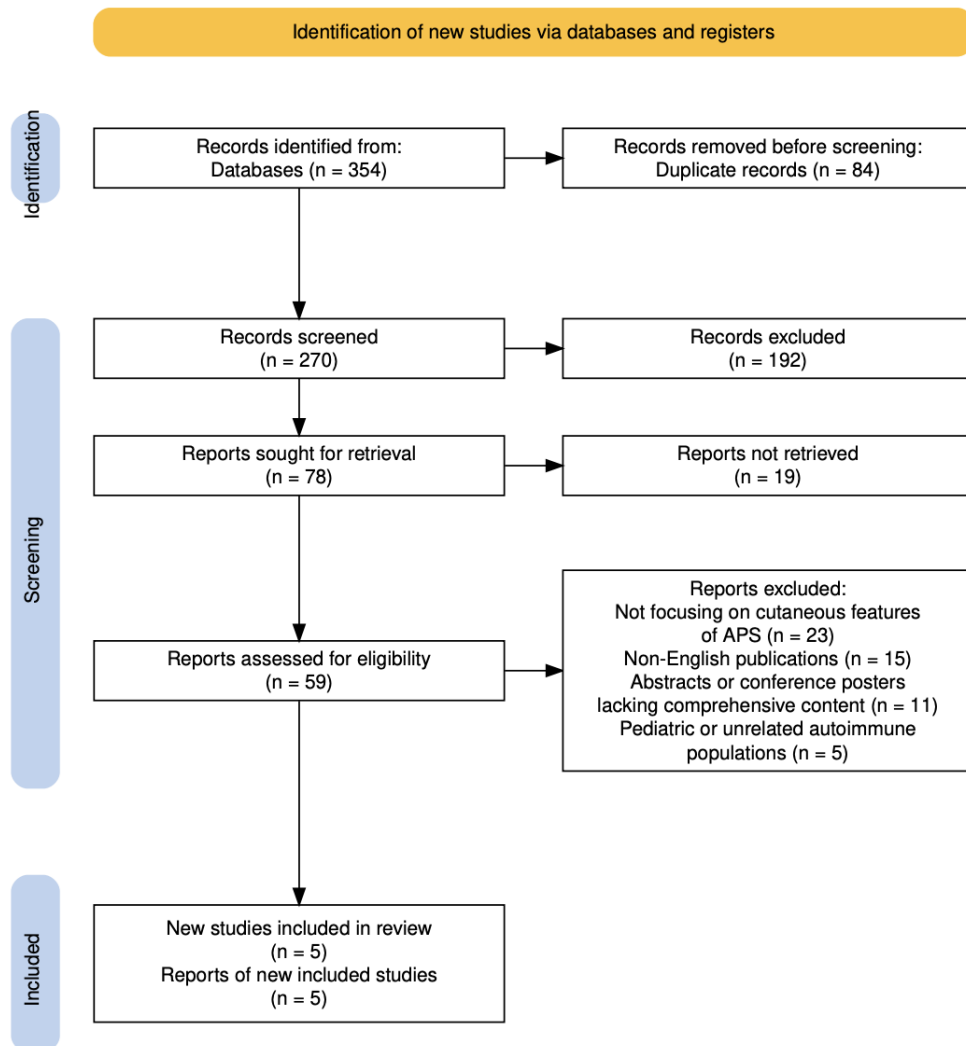 Identification of new studies via databases and registers
Identification
Records identified from:
Databases (n = 354)
Records removed before screening:
Duplicate records (n = 84)
Screening
Records screened
(n = 270)
Records excluded
(n = 192)
Reports sought for retrieval
(n = 78)
Reports not retrieved
(n = 19)
Reports assessed for eligibility
(n = 59)
Reports excluded:
Not focusing on cutaneous features
of APS (n = 23)
Non-English publications (n = 15)
Abstracts or conference posters
lacking comprehensive content (n = 11)
Pediatric or unrelated autoimmune
populations (n = 5)
Included
New studies included in review
(n = 5)
Reports of new included studies
(n = 5)